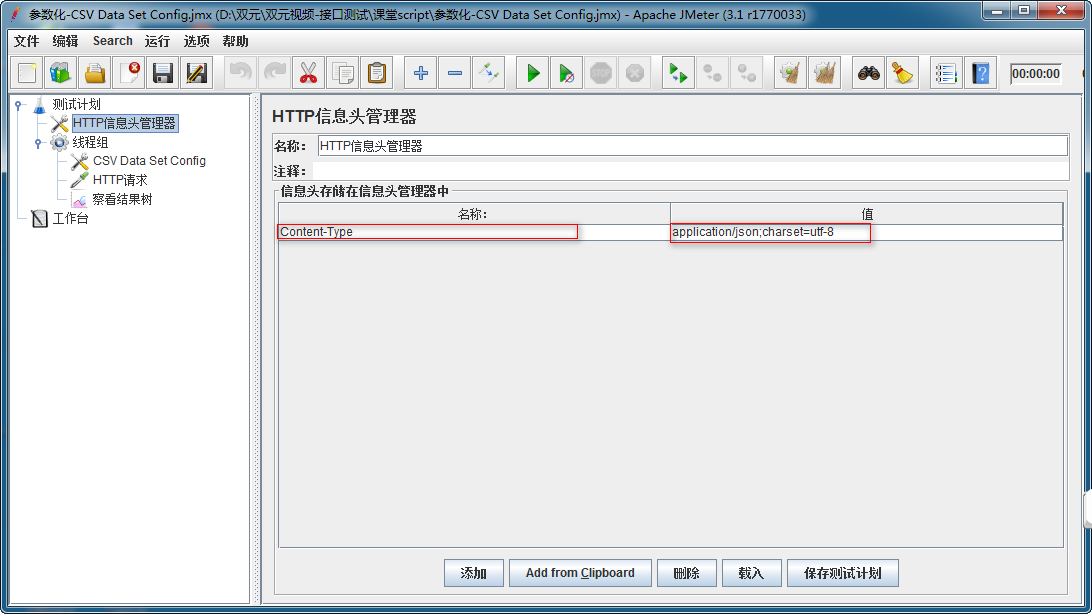 参数化-CSV Data Set Config.jmx (D:\双元\双元视频-接口测试\课堂script\参数化-CSV Data Set Config.jmx) - Apache JMeter (3.1 r1770033)
文件 编辑 Search 运行 选项 帮助
STOP
00:00:00
测试计划
HTTP信息头管理器
线程组
CSV Data Set Config
HTTP请求
察看结果树
工作台
HTTP信息头管理器
名称： HTTP信息头管理器
注释：
信息头存储在信息头管理器中
名称： 值
Content-Type application/json;charset=utf-8
添加 Add from Clipboard 删除 载入 保存测试计划